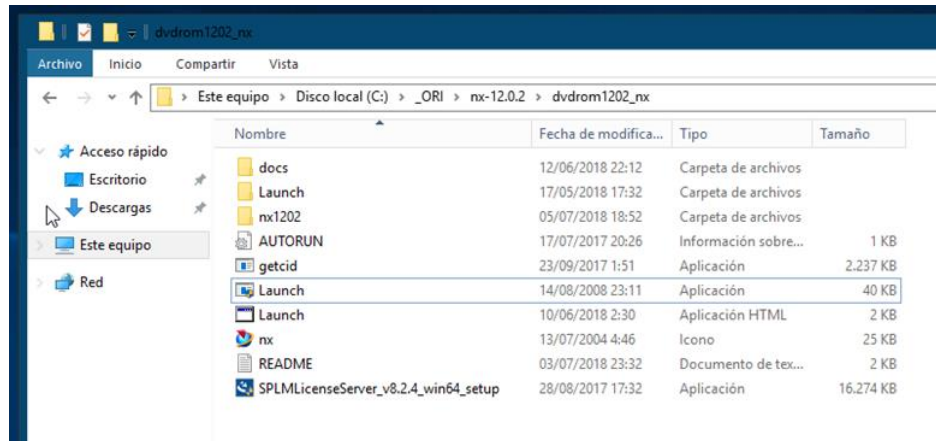 dvdrom1202_nx
Archivo Inicio Compartir Vista
Este equipo > Disco local (C:) > _ORI > nx-12.0.2 > dvdrom1202_nx
Nombre Fecha de modifica... Tipo Tamaño
Acceso rápido
Escritorio
Descargas
Este equipo
Red
docs 12/06/2018 22:12 Carpeta de archivos
Launch 17/05/2018 17:32 Carpeta de archivos
nx1202 05/07/2018 18:52 Carpeta de archivos
AUTORUN 17/07/2017 20:26 Información sobre... 1 KB
getcid 23/09/2017 1:51 Aplicación 2.237 KB
Launch 14/08/2008 23:11 Aplicación 40 KB
Launch 10/06/2018 2:30 Aplicación HTML 2 KB
nx 13/07/2004 4:46 Icono 25 KB
README 03/07/2018 23:32 Documento de tex... 2 KB
SPLMLicenseServer_v8.2.4_win64_setup 28/08/2017 17:32 Aplicación 16.274 KB